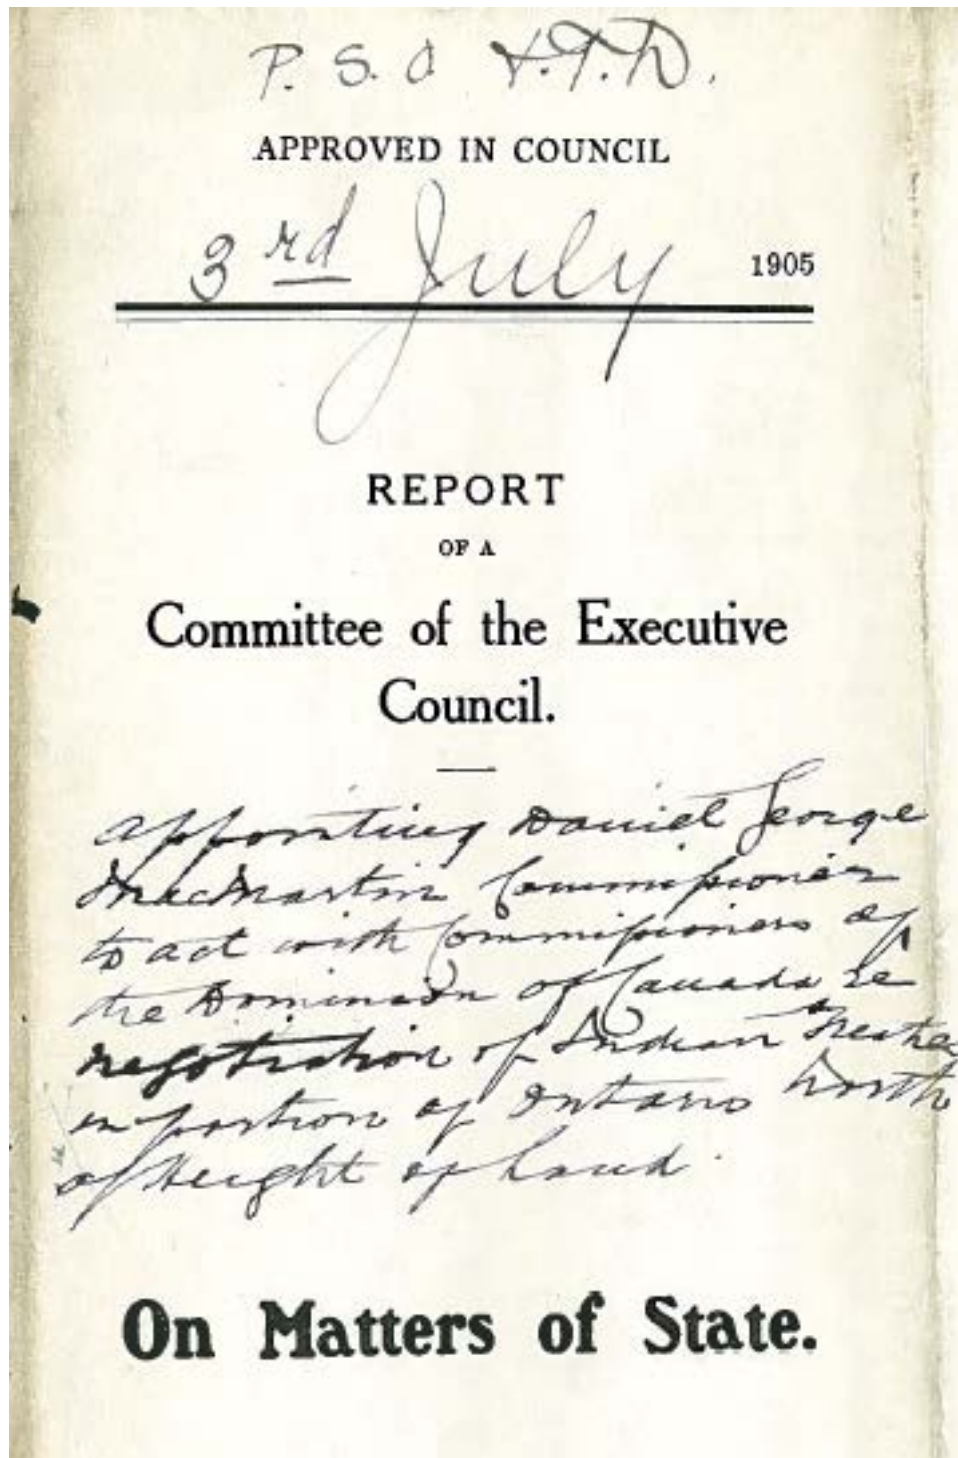 P. S. O
APPROVED IN COUNCIL
3rd July 1905
REPORT
OF A
Committee of the Executive
Council.
appointing Daniel George
MacMartin Commissioner
to act with Commissioners of
the Dominion of Canada re
negotiation of Indian
in portion of Ontario North
of Height of Land.
On Matters of State.